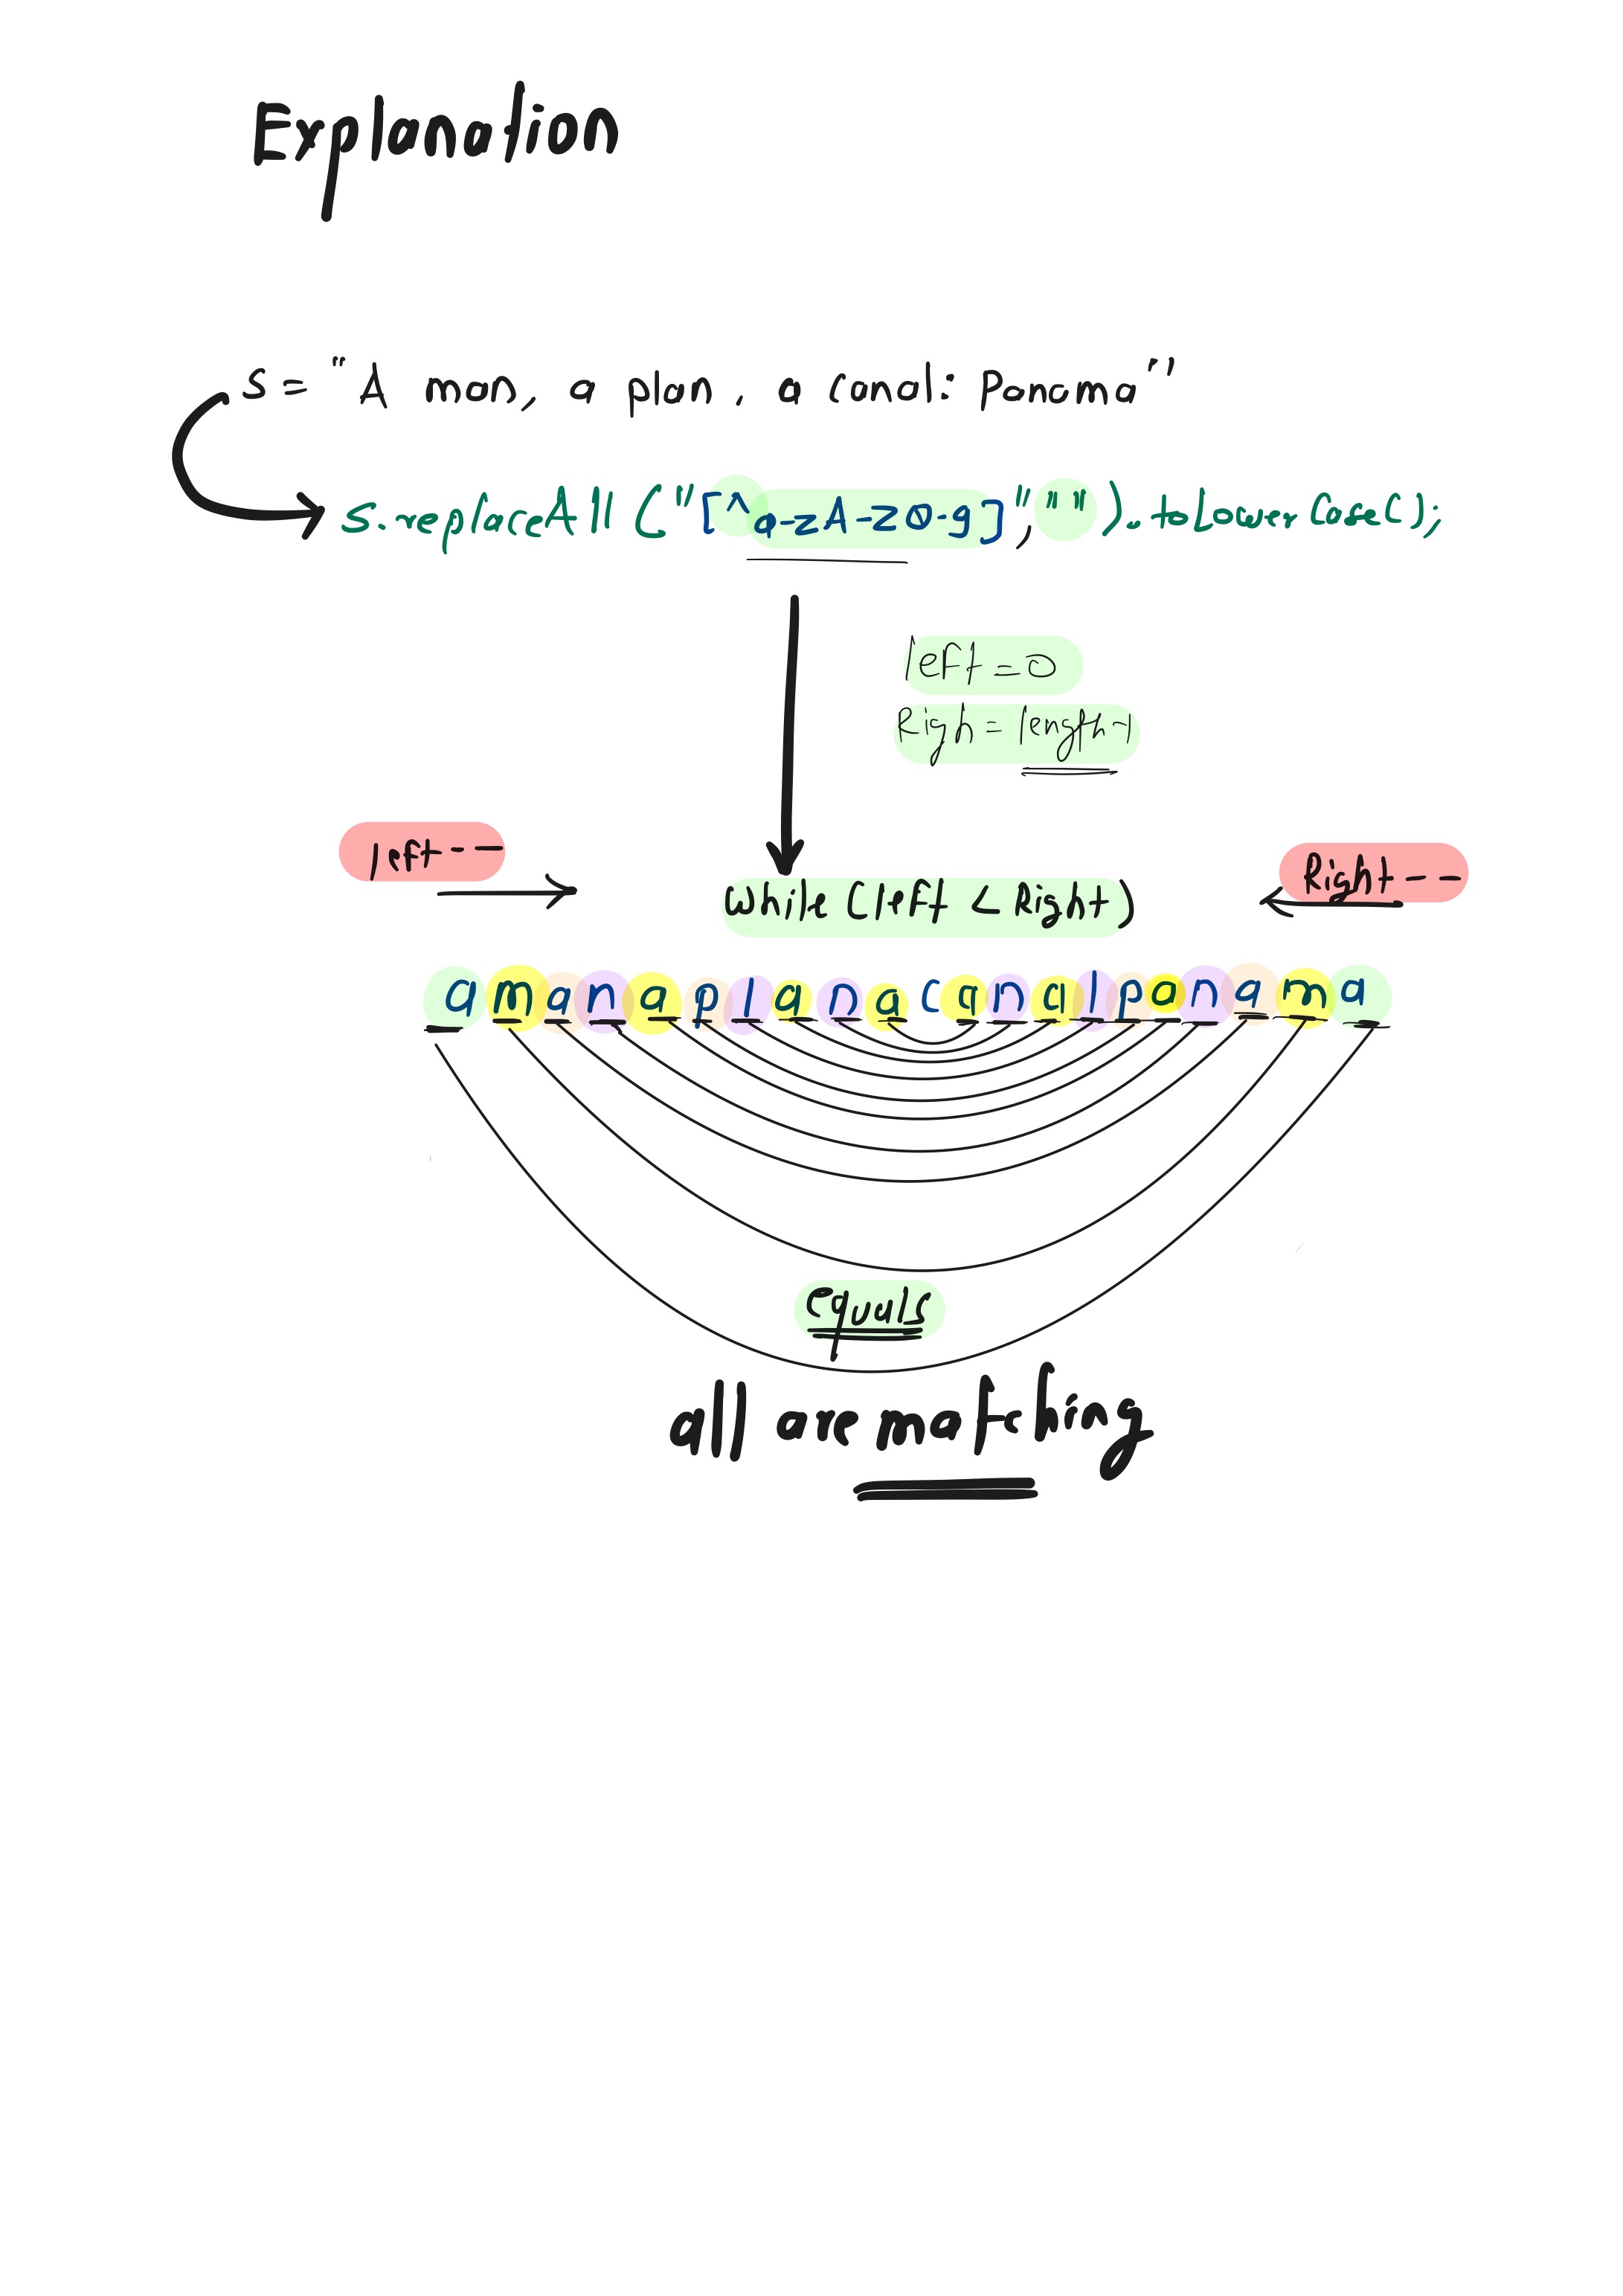 Explanation
s = "A man, a plan, a canal: Panama"
s.replaceAll("[^a-zA-Z0-9]", "").toLowerCase();
left = 0
Righ = length-1
left--
Right--
while (left < Right)
amanaplanacanalpanama
equals
all are matching